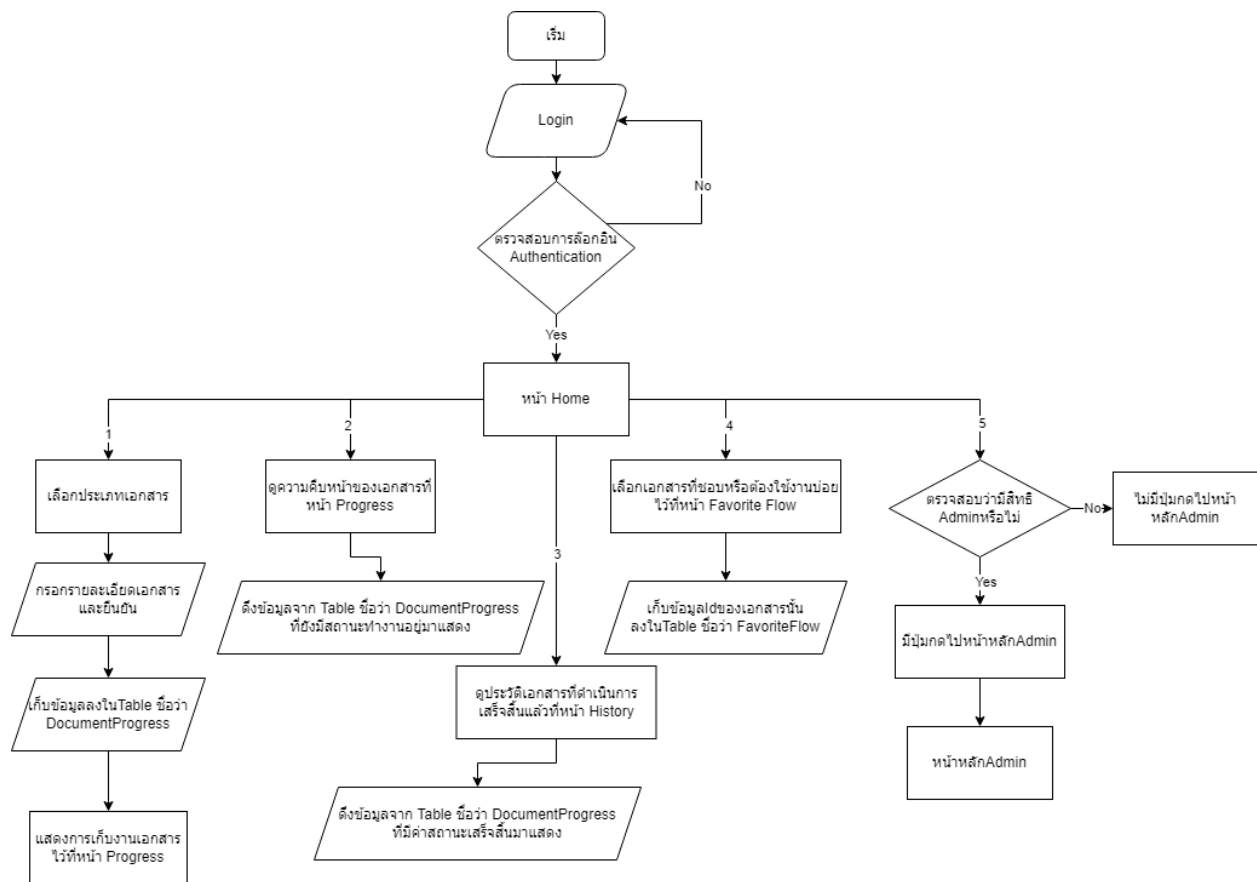 เริ่ม
Login
No
ตรวจสอบการล๊อกอิน
Authentication
Yes
หน้า Home
1
2
3
4
5
เลือกประเภทเอกสาร
ดูความคืบหน้าของเอกสารที่
หน้า Progress
เลือกเอกสารที่ชอบหรือต้องใช้งานบ่อย
ไว้ที่หน้า Favorite Flow
ตรวจสอบว่ามีสิทธิ
Adminหรือไม่
No
ไม่มีปุ่มกดไปหน้า
หลักAdmin
กรอกรายละเอียดเอกสาร
และยืนยัน
ดึงข้อมูลจาก Table ชื่อว่า DocumentProgress
ที่ยังมีสถานะทำงานอยู่มาแสดง
เก็บข้อมูลIdของเอกสารนั้น
ลงในTable ชื่อว่า FavoriteFlow
Yes
มีปุ่มกดไปหน้าหลักAdmin
เก็บข้อมูลลงในTable ชื่อว่า
DocumentProgress
ดูประวัติเอกสารที่ดำเนินการ
เสร็จสิ้นแล้วที่หน้า History
หน้าหลักAdmin
แสดงการเก็บงานเอกสาร
ไว้ที่หน้า Progress
ดึงข้อมูลจาก Table ชื่อว่า DocumentProgress
ที่มีค่าสถานะเสร็จสิ้นมาแสดง